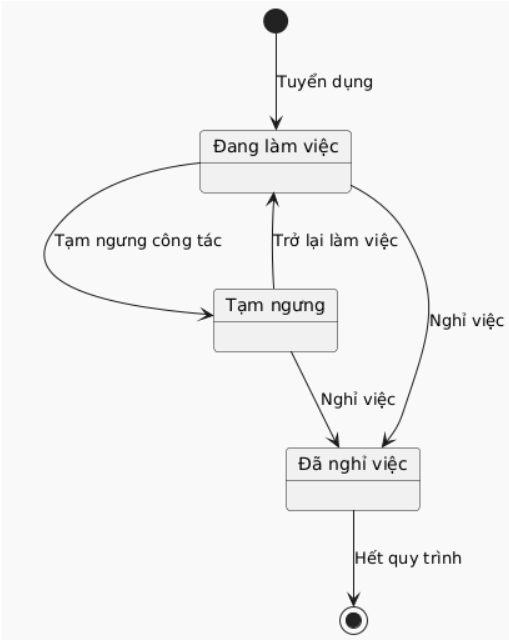 Tuyển dụng
Đang làm việc
Tạm ngưng công tác
Trở lại làm việc
Tạm ngưng
Nghỉ việc
Nghỉ việc
Đã nghỉ việc
Hết quy trình